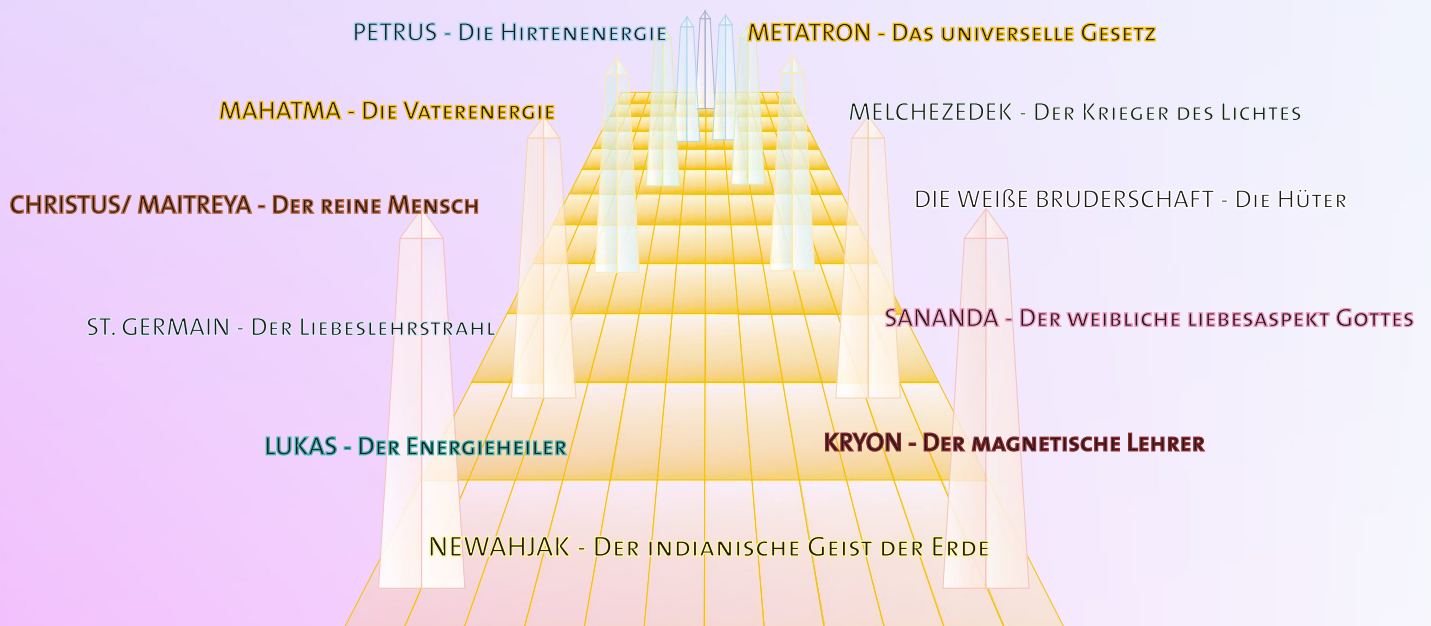 PETRUS - Die Hirtenenergie
METATRON - Das universelle Gesetz
MAHATMA - Die Vaterenergie
MELCHEZEDEK - Der Krieger des Lichtes
CHRISTUS/ MAITREYA - Der reine Mensch
DIE WEIßE BRUDERSCHAFT - Die Hüter
ST. GERMAIN - Der Liebeslehrstrahl
SANANDA - Der weibliche liebesaspekt Gottes
LUKAS - Der Energieheiler
KRYON - Der magnetische Lehrer
NEWAHJAK - Der indianische Geist der Erde